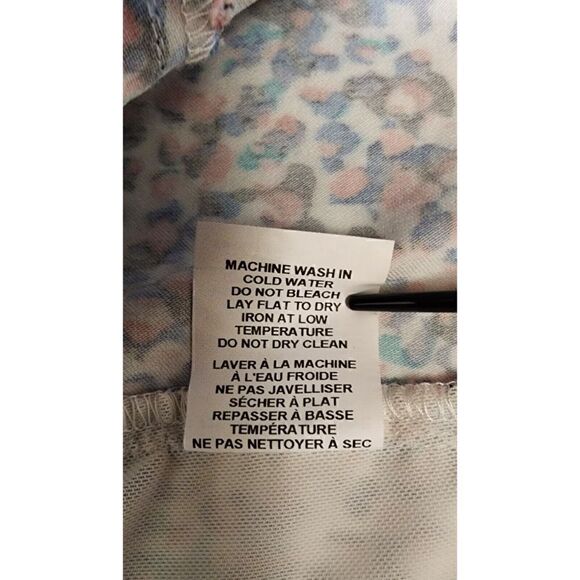 MACHINE WASH IN
COLD WATER
DO NOT BLEACH
LAY FLAT TO DRY
IRON AT LOW
TEMPERATURE
DO NOT DRY CLEAN
LAVER À LA MACHINE
À L'EAU FROIDE
NE PAS JAVELLISER
SÉCHER À PLAT
REPASSER À BASSE
TEMPÉRATURE
NE PAS NETTOYER À SEC